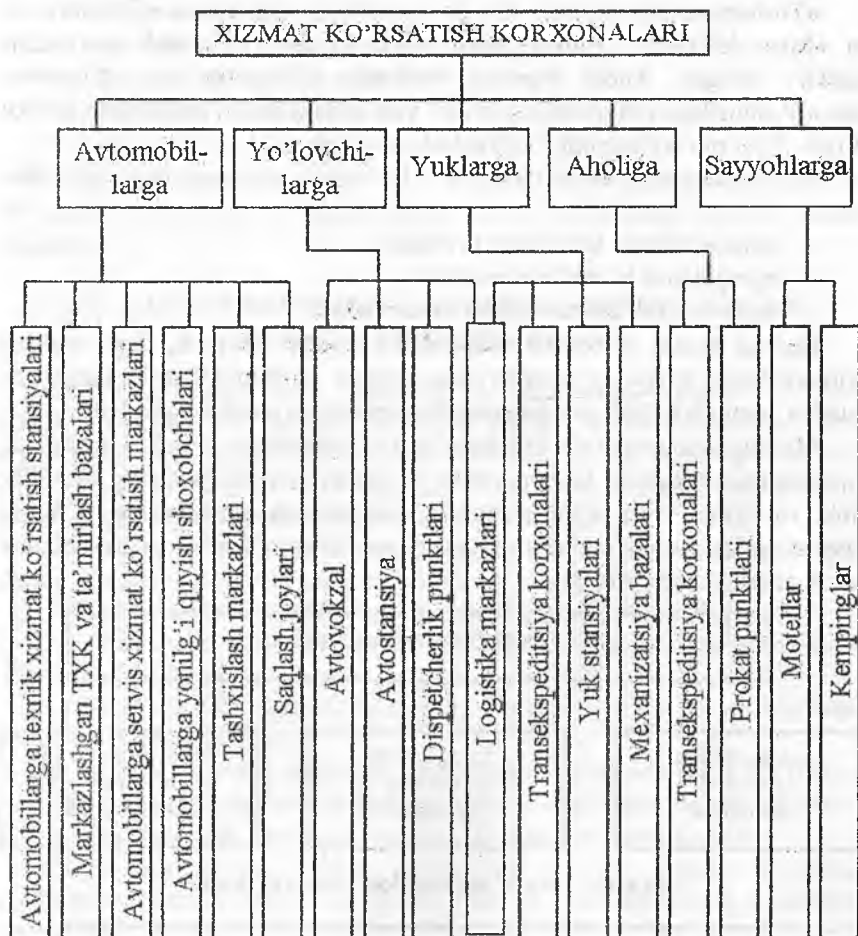 XIZMAT KO'RSATISH KORXONALARI
Avtomobil-
larga
Yo'lovchi-
larga
Yuklarga
Aholiga
Sayyohlarga
Avtomobillarga texnik xizmat ko'rsatish stansiyalari
Markazlashgan TXK va ta'mirlash bazalari
Avtomobillarga servis xizmat ko'rsatish markazlari
Avtomobillarga yonilg'i quyish shoxobchalari
Tashxislash markazlari
Saqlash joylari
Avtovokzal
Avtostansiya
Dispetcherlik punktlari
Logistika markazlari
Transekspeditsiya korxonalari
Yuk stansiyalari
Mexanizatsiya bazalari
Transekspeditsiya korxonalari
Prokat punktlari
Motellar
Kempinglar